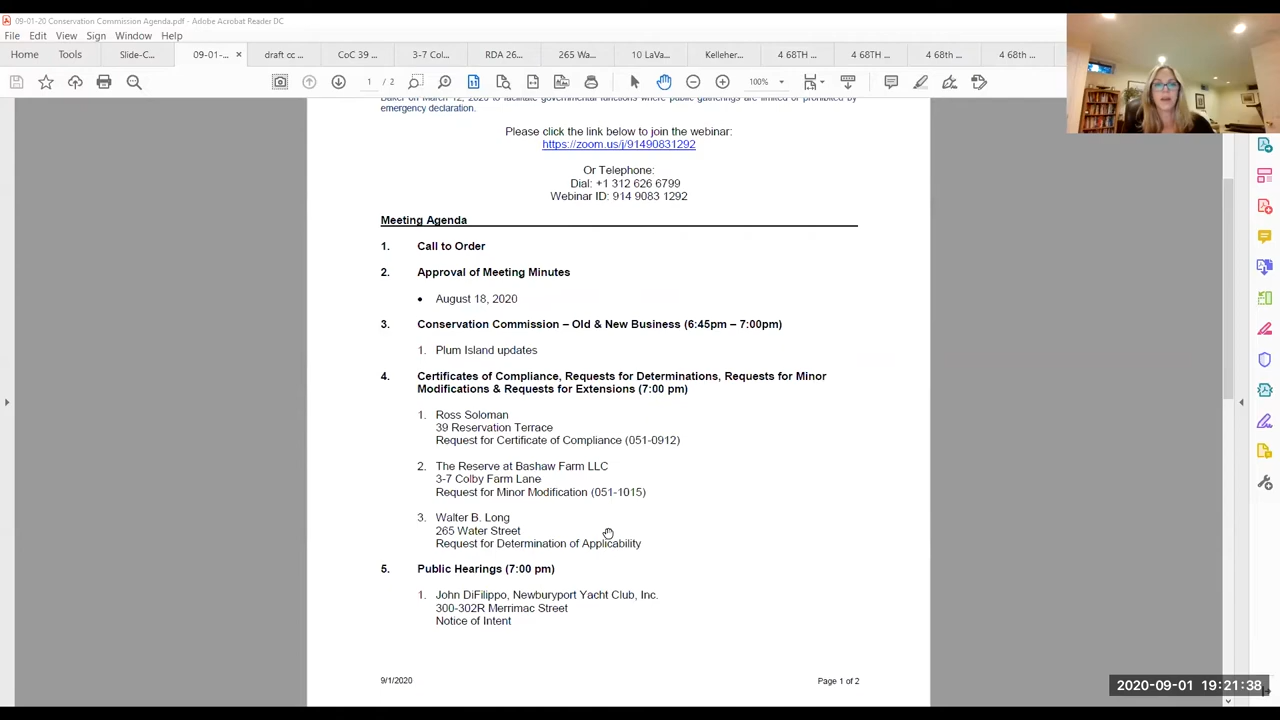 09-01-20 Conservation Commission Agenda.pdf - Adobe Acrobat Reader DC
File Edit View Sign Window Help
Home Tools Slide-C... 09-01-... × draft cc ... CoC 39 ... 3-7 Col... RDA 26... 265 Wa... 10 LaVa... Kelleher... 4 68TH ... 4 68TH ... 4 68th ... 4 68th ...
1 / 2 100%
Baker on March 12, 2020 to facilitate governmental functions where public gatherings are limited or prohibited by
emergency declaration.
Please click the link below to join the webinar:
https://zoom.us/j/91490831292
Or Telephone:
Dial: +1 312 626 6799
Webinar ID: 914 9083 1292
Meeting Agenda
1. Call to Order
2. Approval of Meeting Minutes
• August 18, 2020
3. Conservation Commission – Old & New Business (6:45pm – 7:00pm)
1. Plum Island updates
4. Certificates of Compliance, Requests for Determinations, Requests for Minor
Modifications & Requests for Extensions (7:00 pm)
1. Ross Soloman
39 Reservation Terrace
Request for Certificate of Compliance (051-0912)
2. The Reserve at Bashaw Farm LLC
3-7 Colby Farm Lane
Request for Minor Modification (051-1015)
3. Walter B. Long
265 Water Street
Request for Determination of Applicability
5. Public Hearings (7:00 pm)
1. John DiFilippo, Newburyport Yacht Club, Inc.
300-302R Merrimac Street
Notice of Intent
9/1/2020 Page 1 of 2
2020-09-01 19:21:38